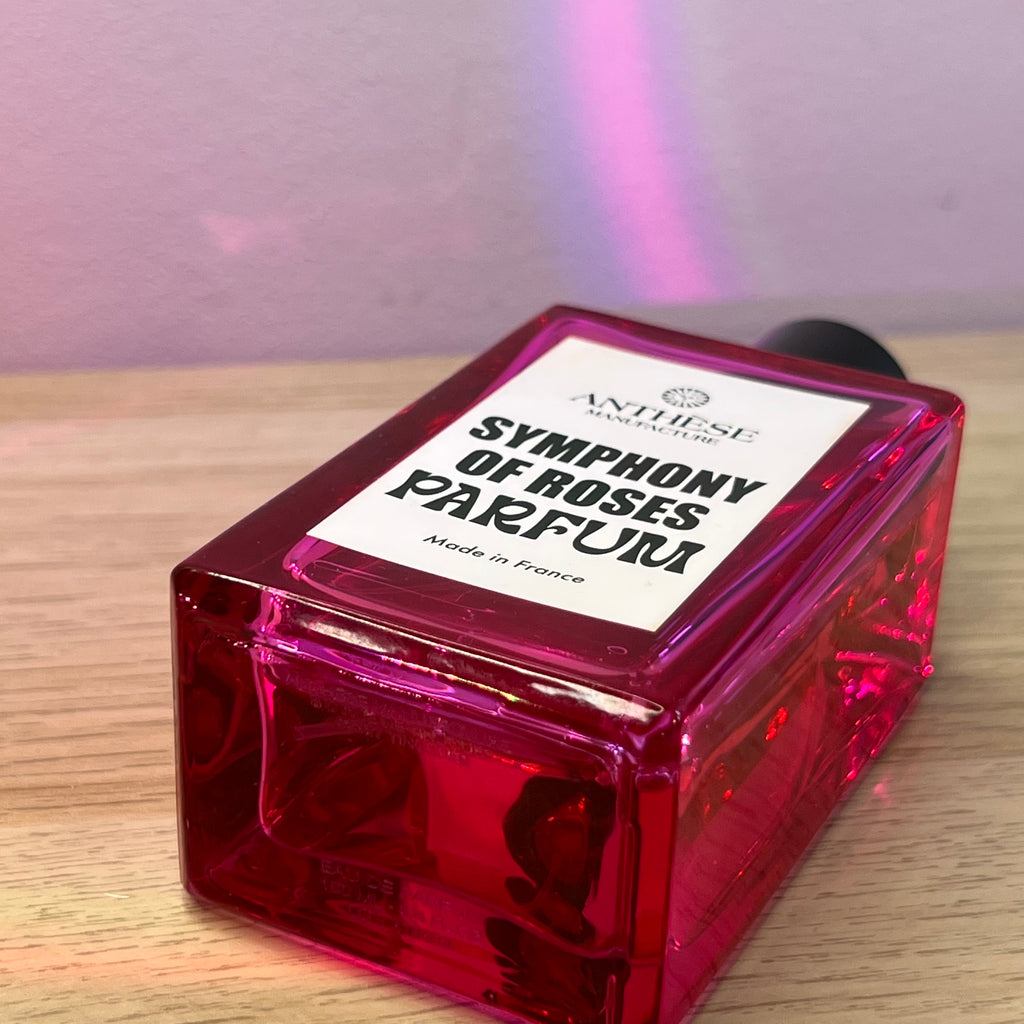 ANTHESE
MANUFACTURE
SYMPHONY
OF ROSES
PARFUM
Made in France